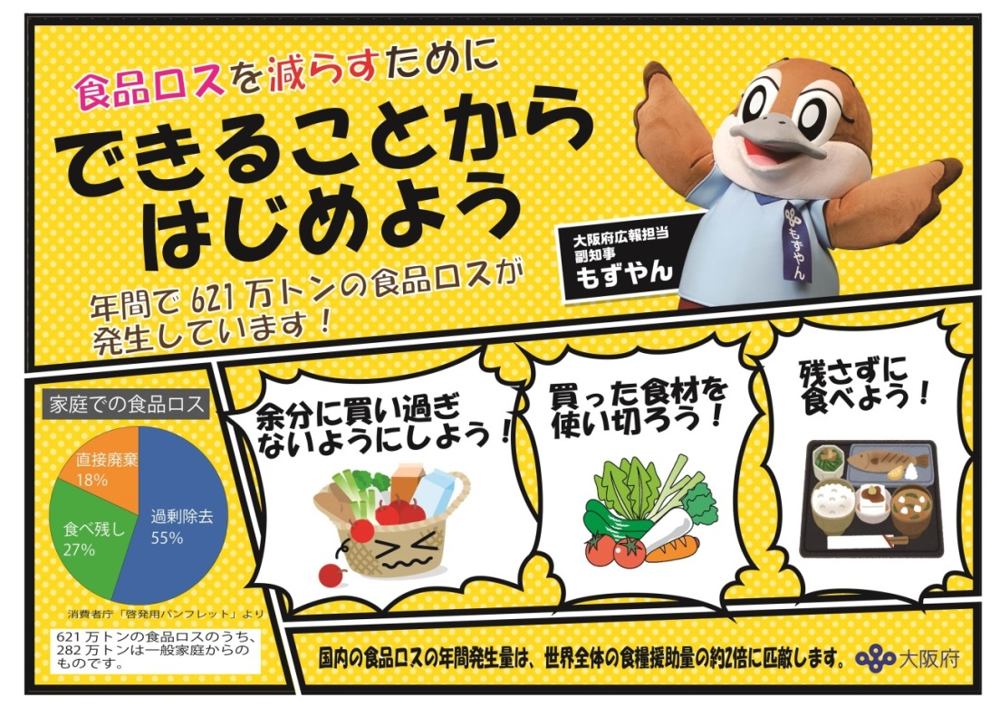 食品ロスを減らすために
できることから
はじめよう
年間で621万トンの食品ロスが
発生しています！
大阪府広報担当
副知事
もずやん
もずやん
家庭での食品ロス
直接廃棄
18%
食べ残し
27%
過剰除去
55%
消費者庁「啓発用パンフレット」より
621万トンの食品ロスのうち、
282万トンは一般家庭からの
ものです。
余分に買い過ぎ
ないようにしよう！
買った食材を
使い切ろう！
残さずに
食べよう！
国内の食品ロスの年間発生量は、世界全体の食糧援助量の約2倍に匹敵します。
大阪府